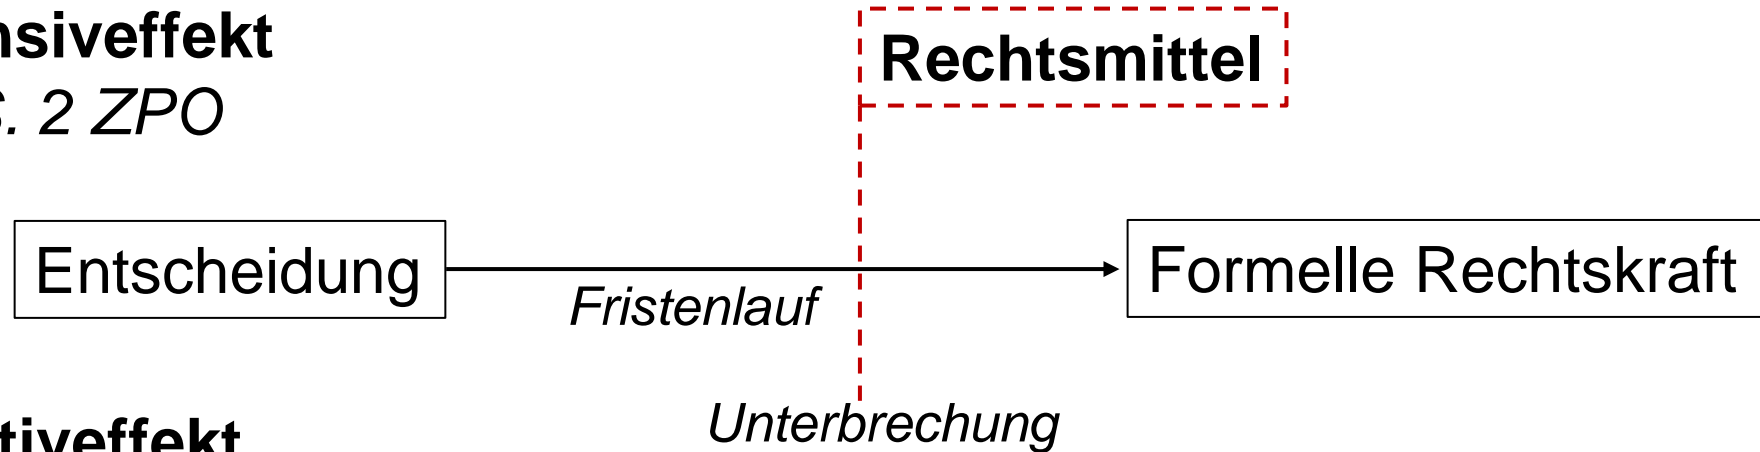 nsiveffekt
Rechtsmittel
S. 2 ZPO
Entscheidung
Formelle Rechtskraft
Fristenlauf
Unterbrechung
tiveffekt